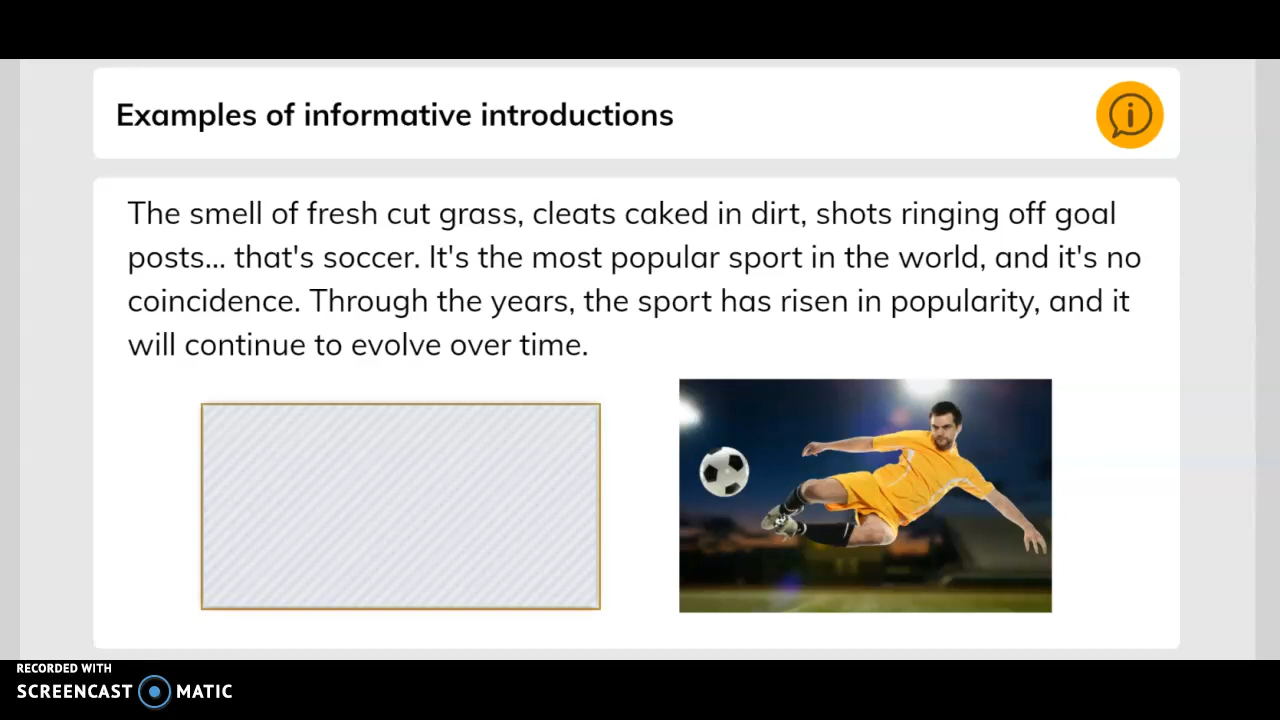 Examples of informative introductions
The smell of fresh cut grass, cleats caked in dirt, shots ringing off goal
posts... that's soccer. It's the most popular sport in the world, and it's no
coincidence. Through the years, the sport has risen in popularity, and it
will continue to evolve over time.
RECORDED WITH
SCREENCAST MATIC